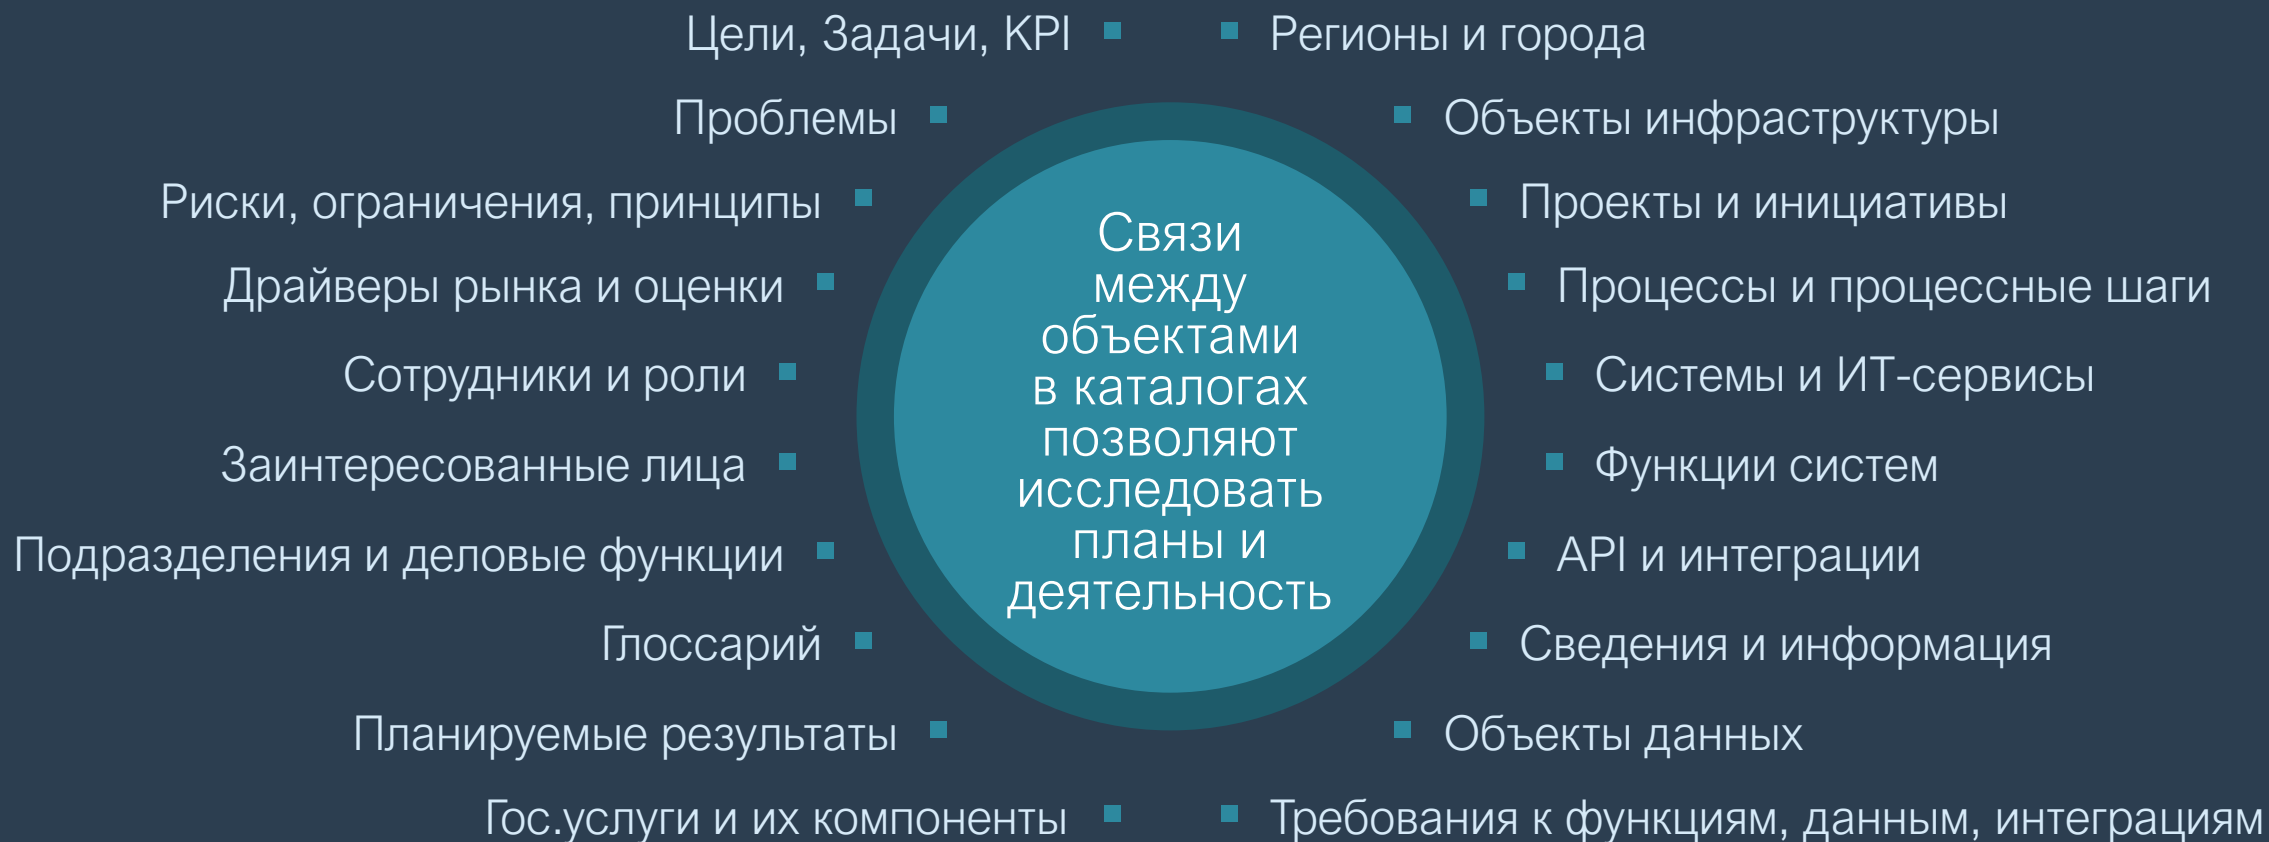 Цели, Задачи, KPI
Проблемы
Риски, ограничения, принципы
Драйверы рынка и оценки
Сотрудники и роли
Заинтересованные лица
Подразделения и деловые функции
Глоссарий
Планируемые результаты
Гос.услуги и их компоненты
Связи
между
объектами
в каталогах
позволяют
исследовать
планы и
деятельность
Регионы и города
Объекты инфраструктуры
Проекты и инициативы
Процессы и процессные шаги
Системы и ИТ-сервисы
Функции систем
API и интеграции
Сведения и информация
Объекты данных
Требования к функциям, данным, интеграциям